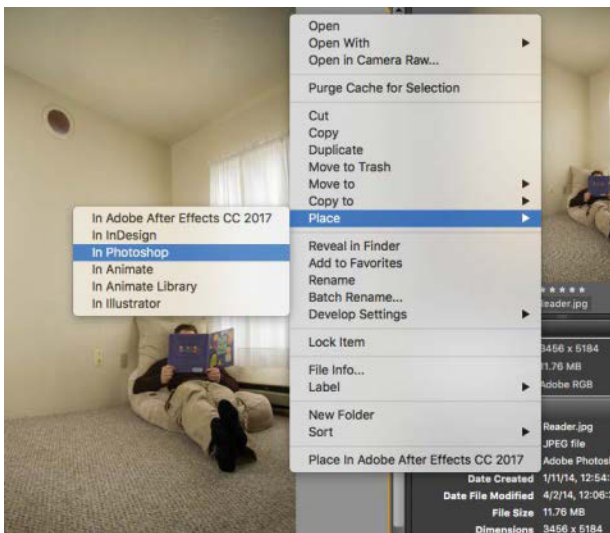 Open
Open With
Open in Camera Raw...
Purge Cache for Selection
Cut
Copy
Duplicate
Move to Trash
Move to
Copy to
Place
In Adobe After Effects CC 2017
In InDesign
In Photoshop
In Animate
In Animate Library
In Illustrator
Reveal in Finder
Add to Favorites
Rename
Batch Rename...
Develop Settings
Lock Item
File Info...
Label
New Folder
Sort
Place In Adobe After Effects CC 2017
Reader.jpg
3456 x 5184
11.76 MB
Adobe RGB
Reader.jpg
JPEG file
Adobe
Date Created 1/11/14, 12:54:
Date File Modified 4/2/14, 12:06:
File Size 11.76 MB
Dimensions 3456 x 5184